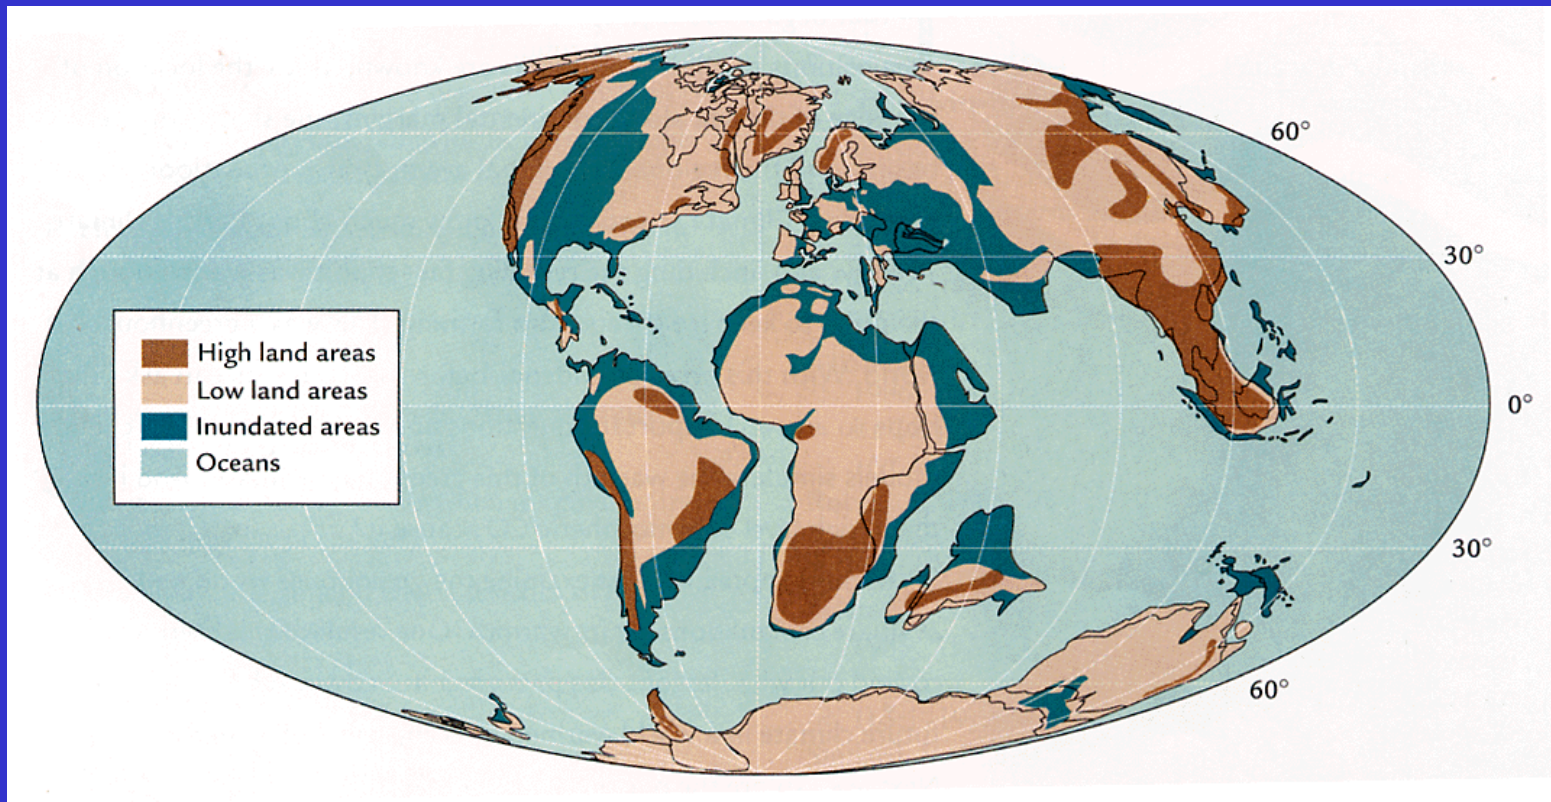 60°
30°
High land areas
Low land areas
Inundated areas
0°
Oceans
30°
60°